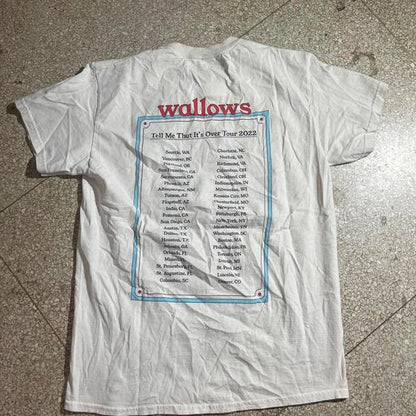 wallows
Tell Me That It's Over Tour 2022
Seattle, WA
Vancouver, BC
Portland, OR
San Francisco, CA
Sacramento, CA
Phoenix, AZ
Albuquerque, NM
Tucson, AZ
Flagstaff, AZ
Indio, CA
Pomona, CA
San Diego, CA
Austin, TX
Dallas, TX
Houston, TX
Atlanta, GA
Orlando, FL
Miami, FL
St. Petersburg, FL
St. Augustine, FL
Columbia, SC
Charlotte, NC
Norfolk, VA
Richmond, VA
Columbus, OH
Cleveland, OH
Indianapolis, IN
Milwaukee, WI
Kansas City, MO
Chesterfield, MO
Newport, KY
Pittsburgh, PA
New York, NY
Washington, DC
Boston, MA
Philadelphia, PA
Toronto, ON
Detroit, MI
St. Paul, MN
Lincoln, NE
Denver, CO